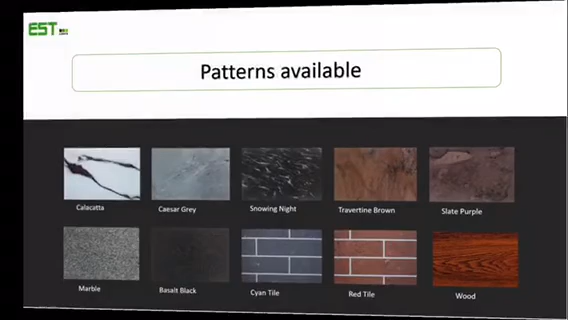 EST
Patterns available
Calacatta
Caesar Grey
Snowing Night
Travertine Brown
Slate Purple
Marble
Basalt Black
Cyan Tile
Red Tile
Wood